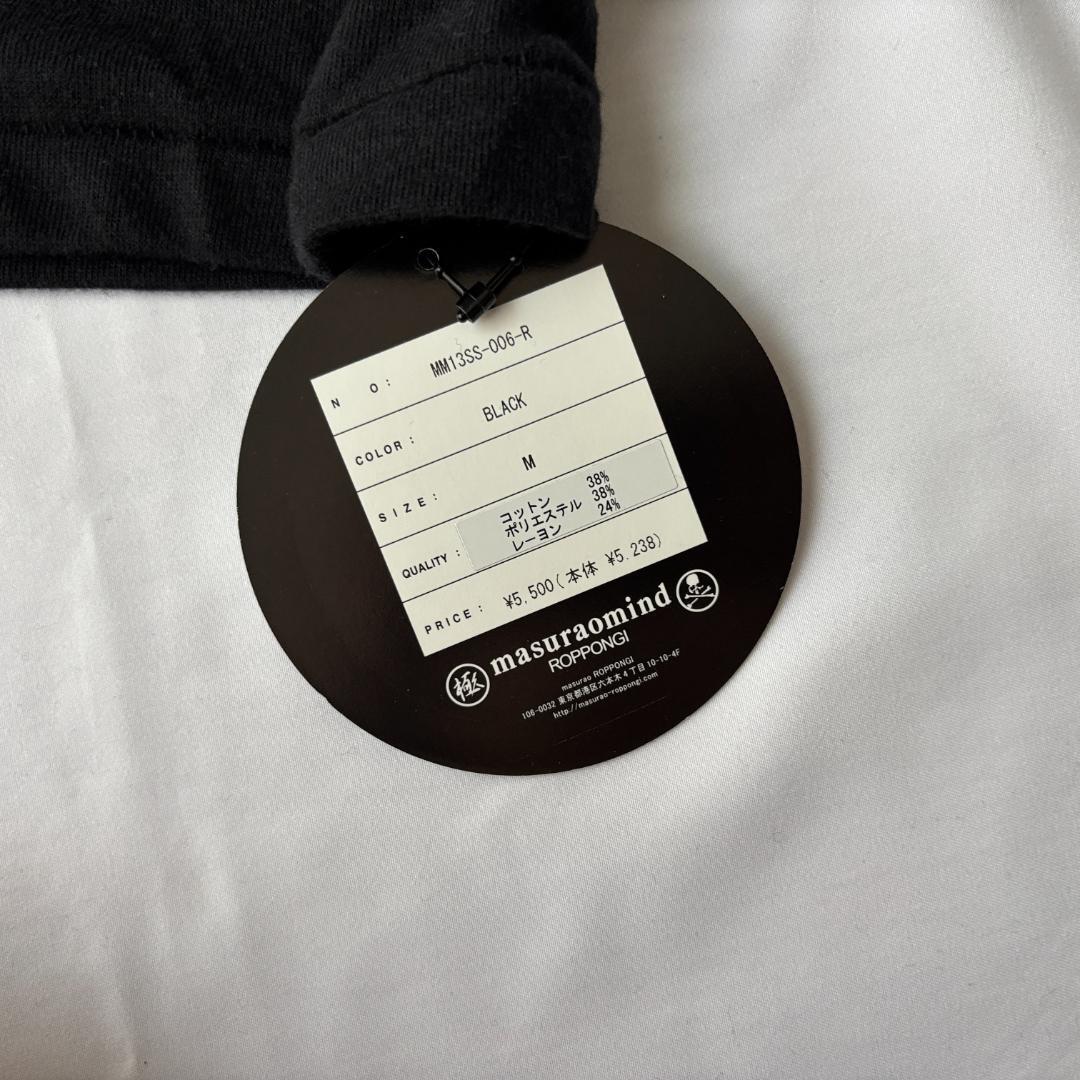 N O: MM13SS-006-R
COLOR: BLACK
SIZE: M
QUALITY: コットン 38%
ポリエステル 38%
レーヨン 24%
PRICE: ¥5,500(本体 ¥5.238)
極 masuraomind
ROPPONGI
masurao ROPPONGI
106-0032 東京都港区六本木4丁目10-10-4F
http://masurao-roppongi.com